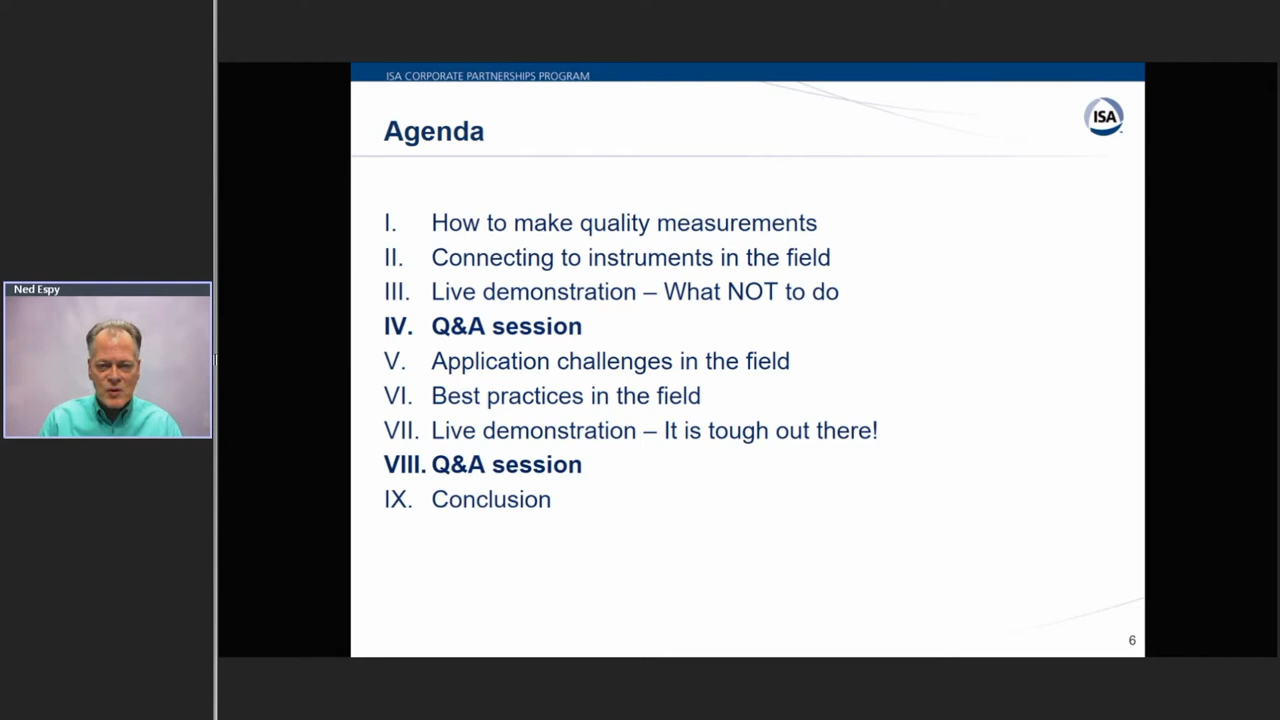 Ned Espy
ISA CORPORATE PARTNERSHIPS PROGRAM
ISA
Agenda
I. How to make quality measurements
II. Connecting to instruments in the field
III. Live demonstration – What NOT to do
IV. Q&A session
V. Application challenges in the field
VI. Best practices in the field
VII. Live demonstration – It is tough out there!
VIII. Q&A session
IX. Conclusion
6